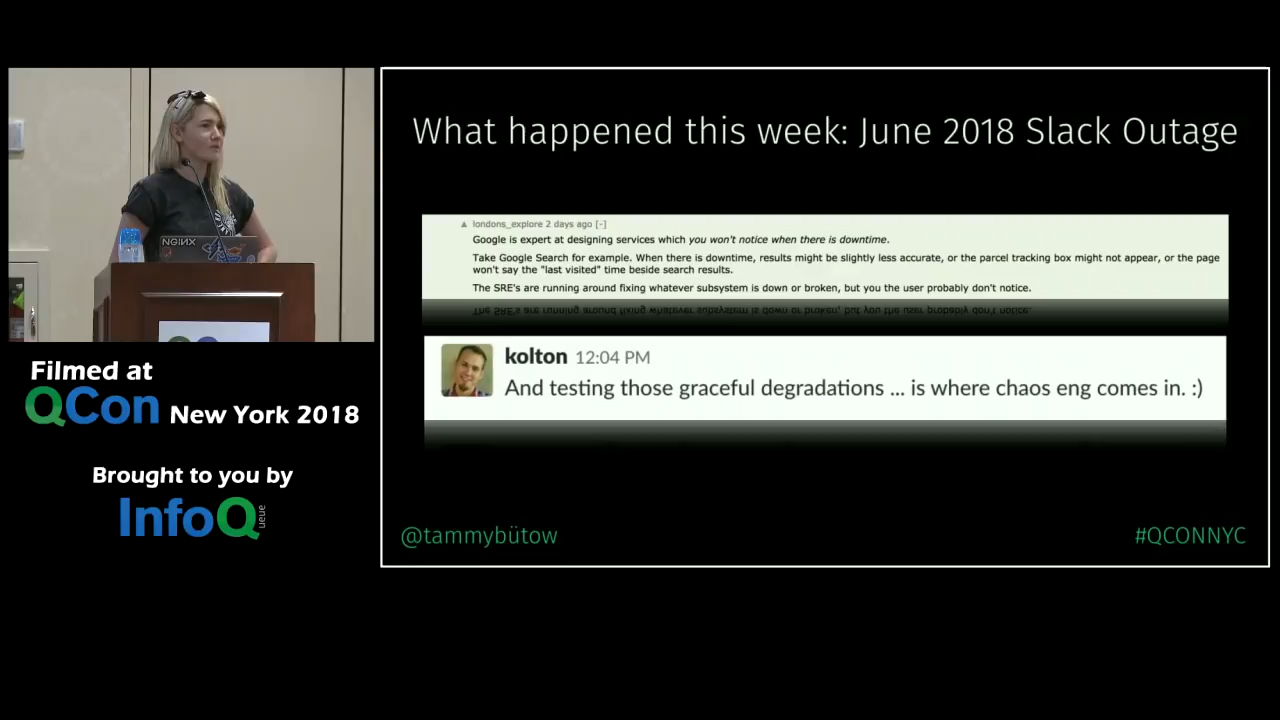 What happened this week: June 2018 Slack Outage
▲ londons_explore 2 days ago [-]
Google is expert at designing services which you won't notice when there is downtime.
Take Google Search for example. When there is downtime, results might be slightly less accurate, or the parcel tracking box might not appear, or the page
won't say the "last visited" time beside search results.
The SRE's are running around fixing whatever subsystem is down or broken, but you the user probably don't notice.
kolton 12:04 PM
And testing those graceful degradations ... is where chaos eng comes in. :)
@tammybütow
#QCONNYC
NGINX
Filmed at
QCon New York 2018
Brought to you by
InfoQ
ueue